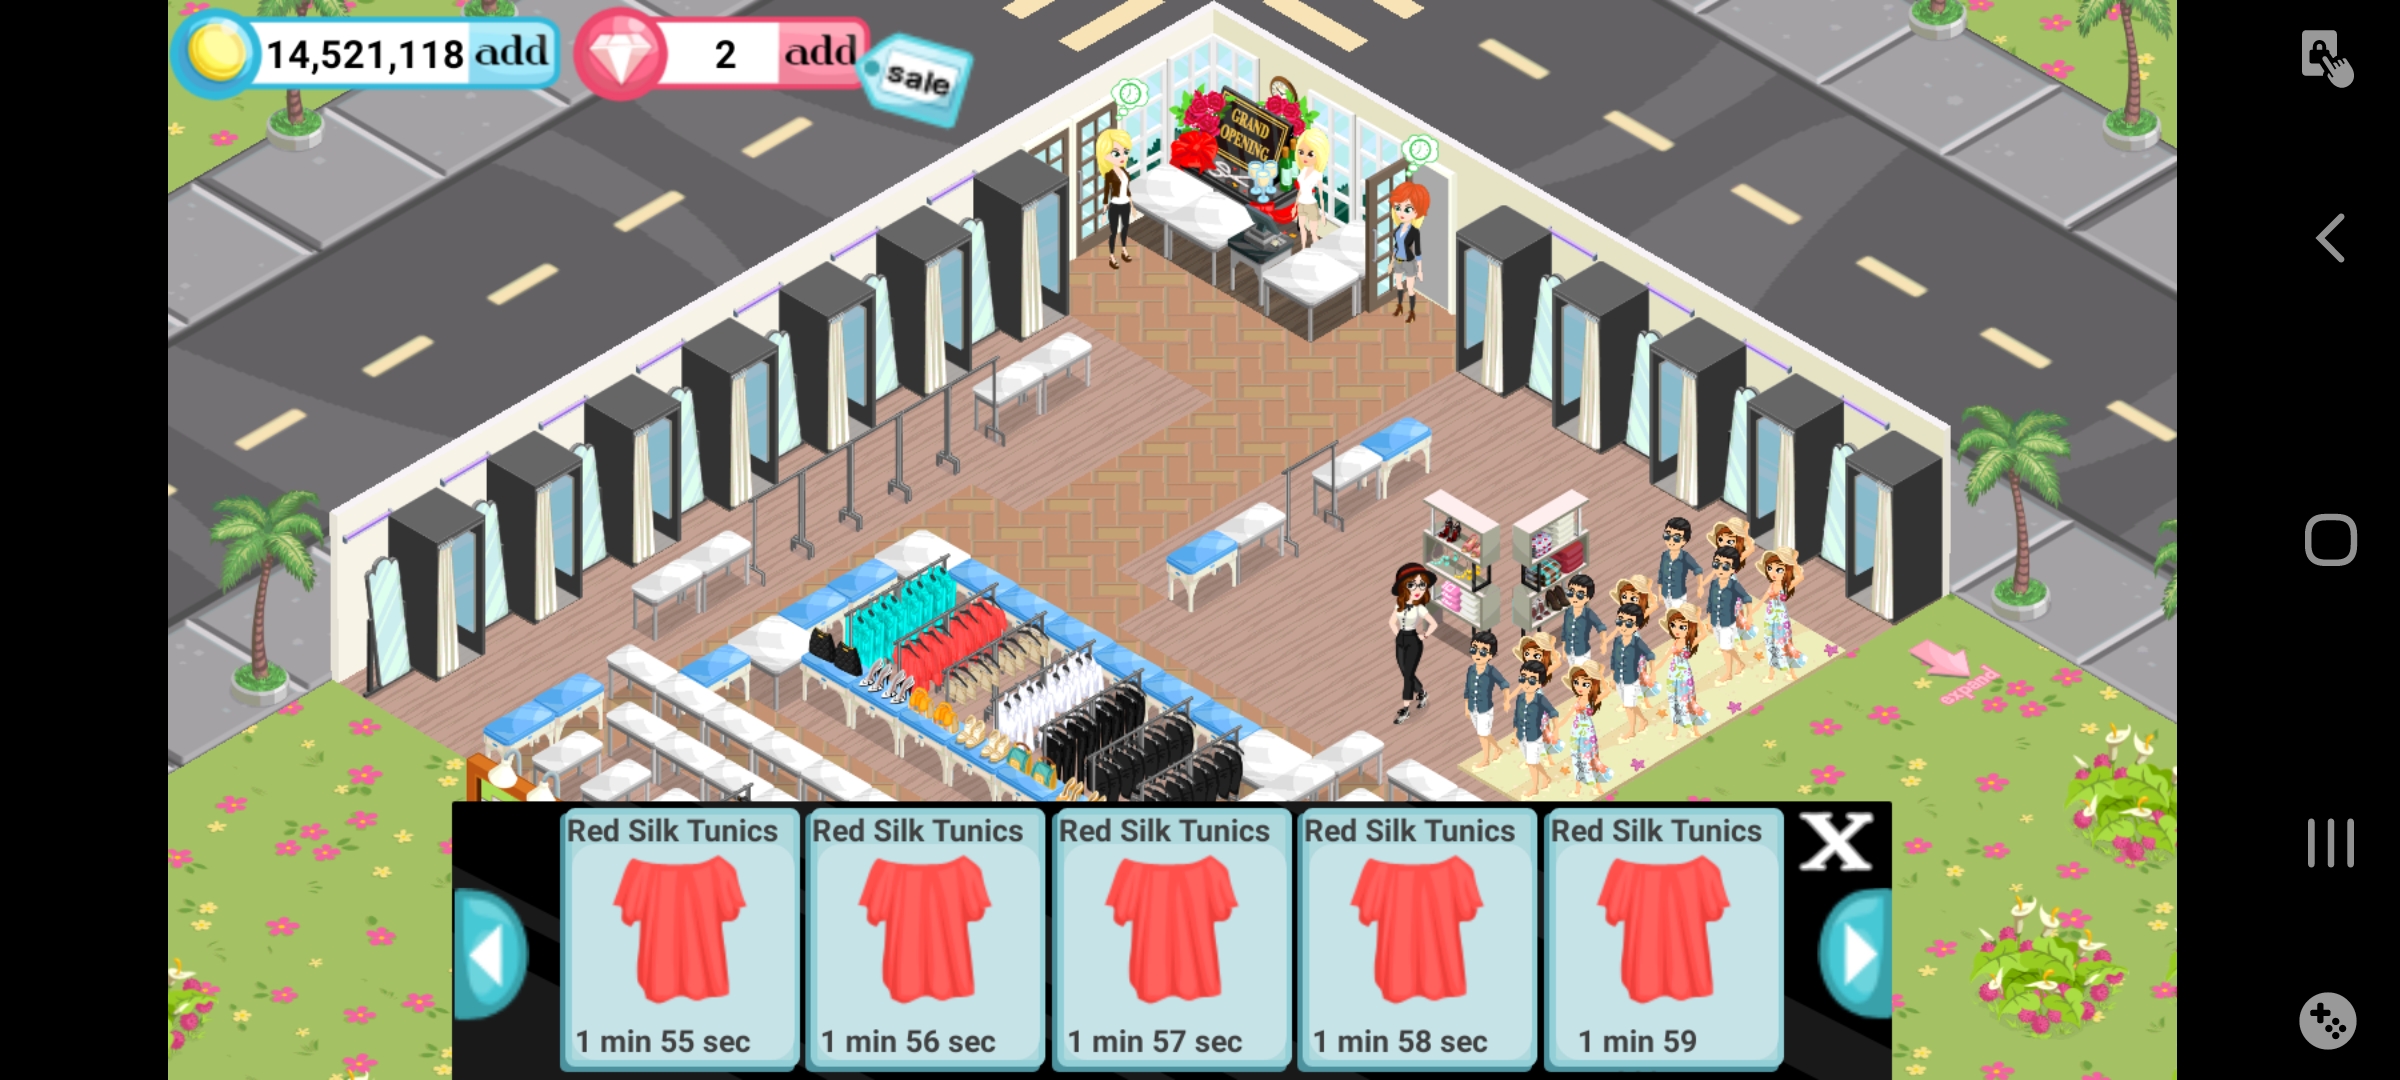 14,521,118 add
2 add
sale
GRAND
OPENING
expand
Red Silk Tunics
1 min 55 sec
Red Silk Tunics
1 min 56 sec
Red Silk Tunics
1 min 57 sec
Red Silk Tunics
1 min 58 sec
Red Silk Tunics
1 min 59
X